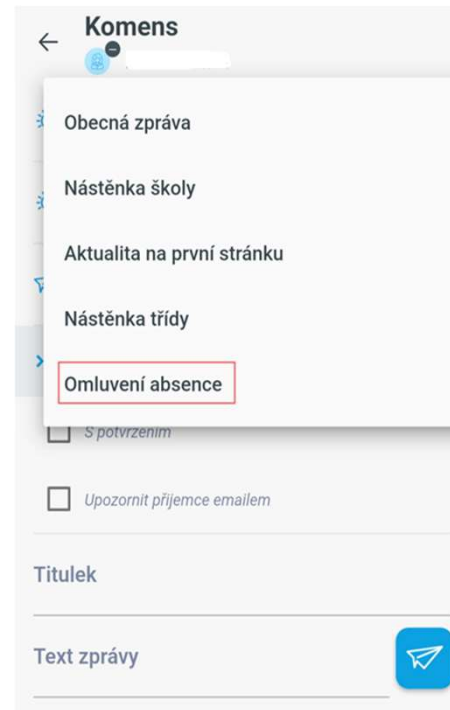 Komens
Obecná zpráva
Nástěnka školy
Aktualita na první stránku
Nástěnka třídy
Omluvení absence
S potvrzením
Upozornit příjemce emailem
Titulek
Text zprávy